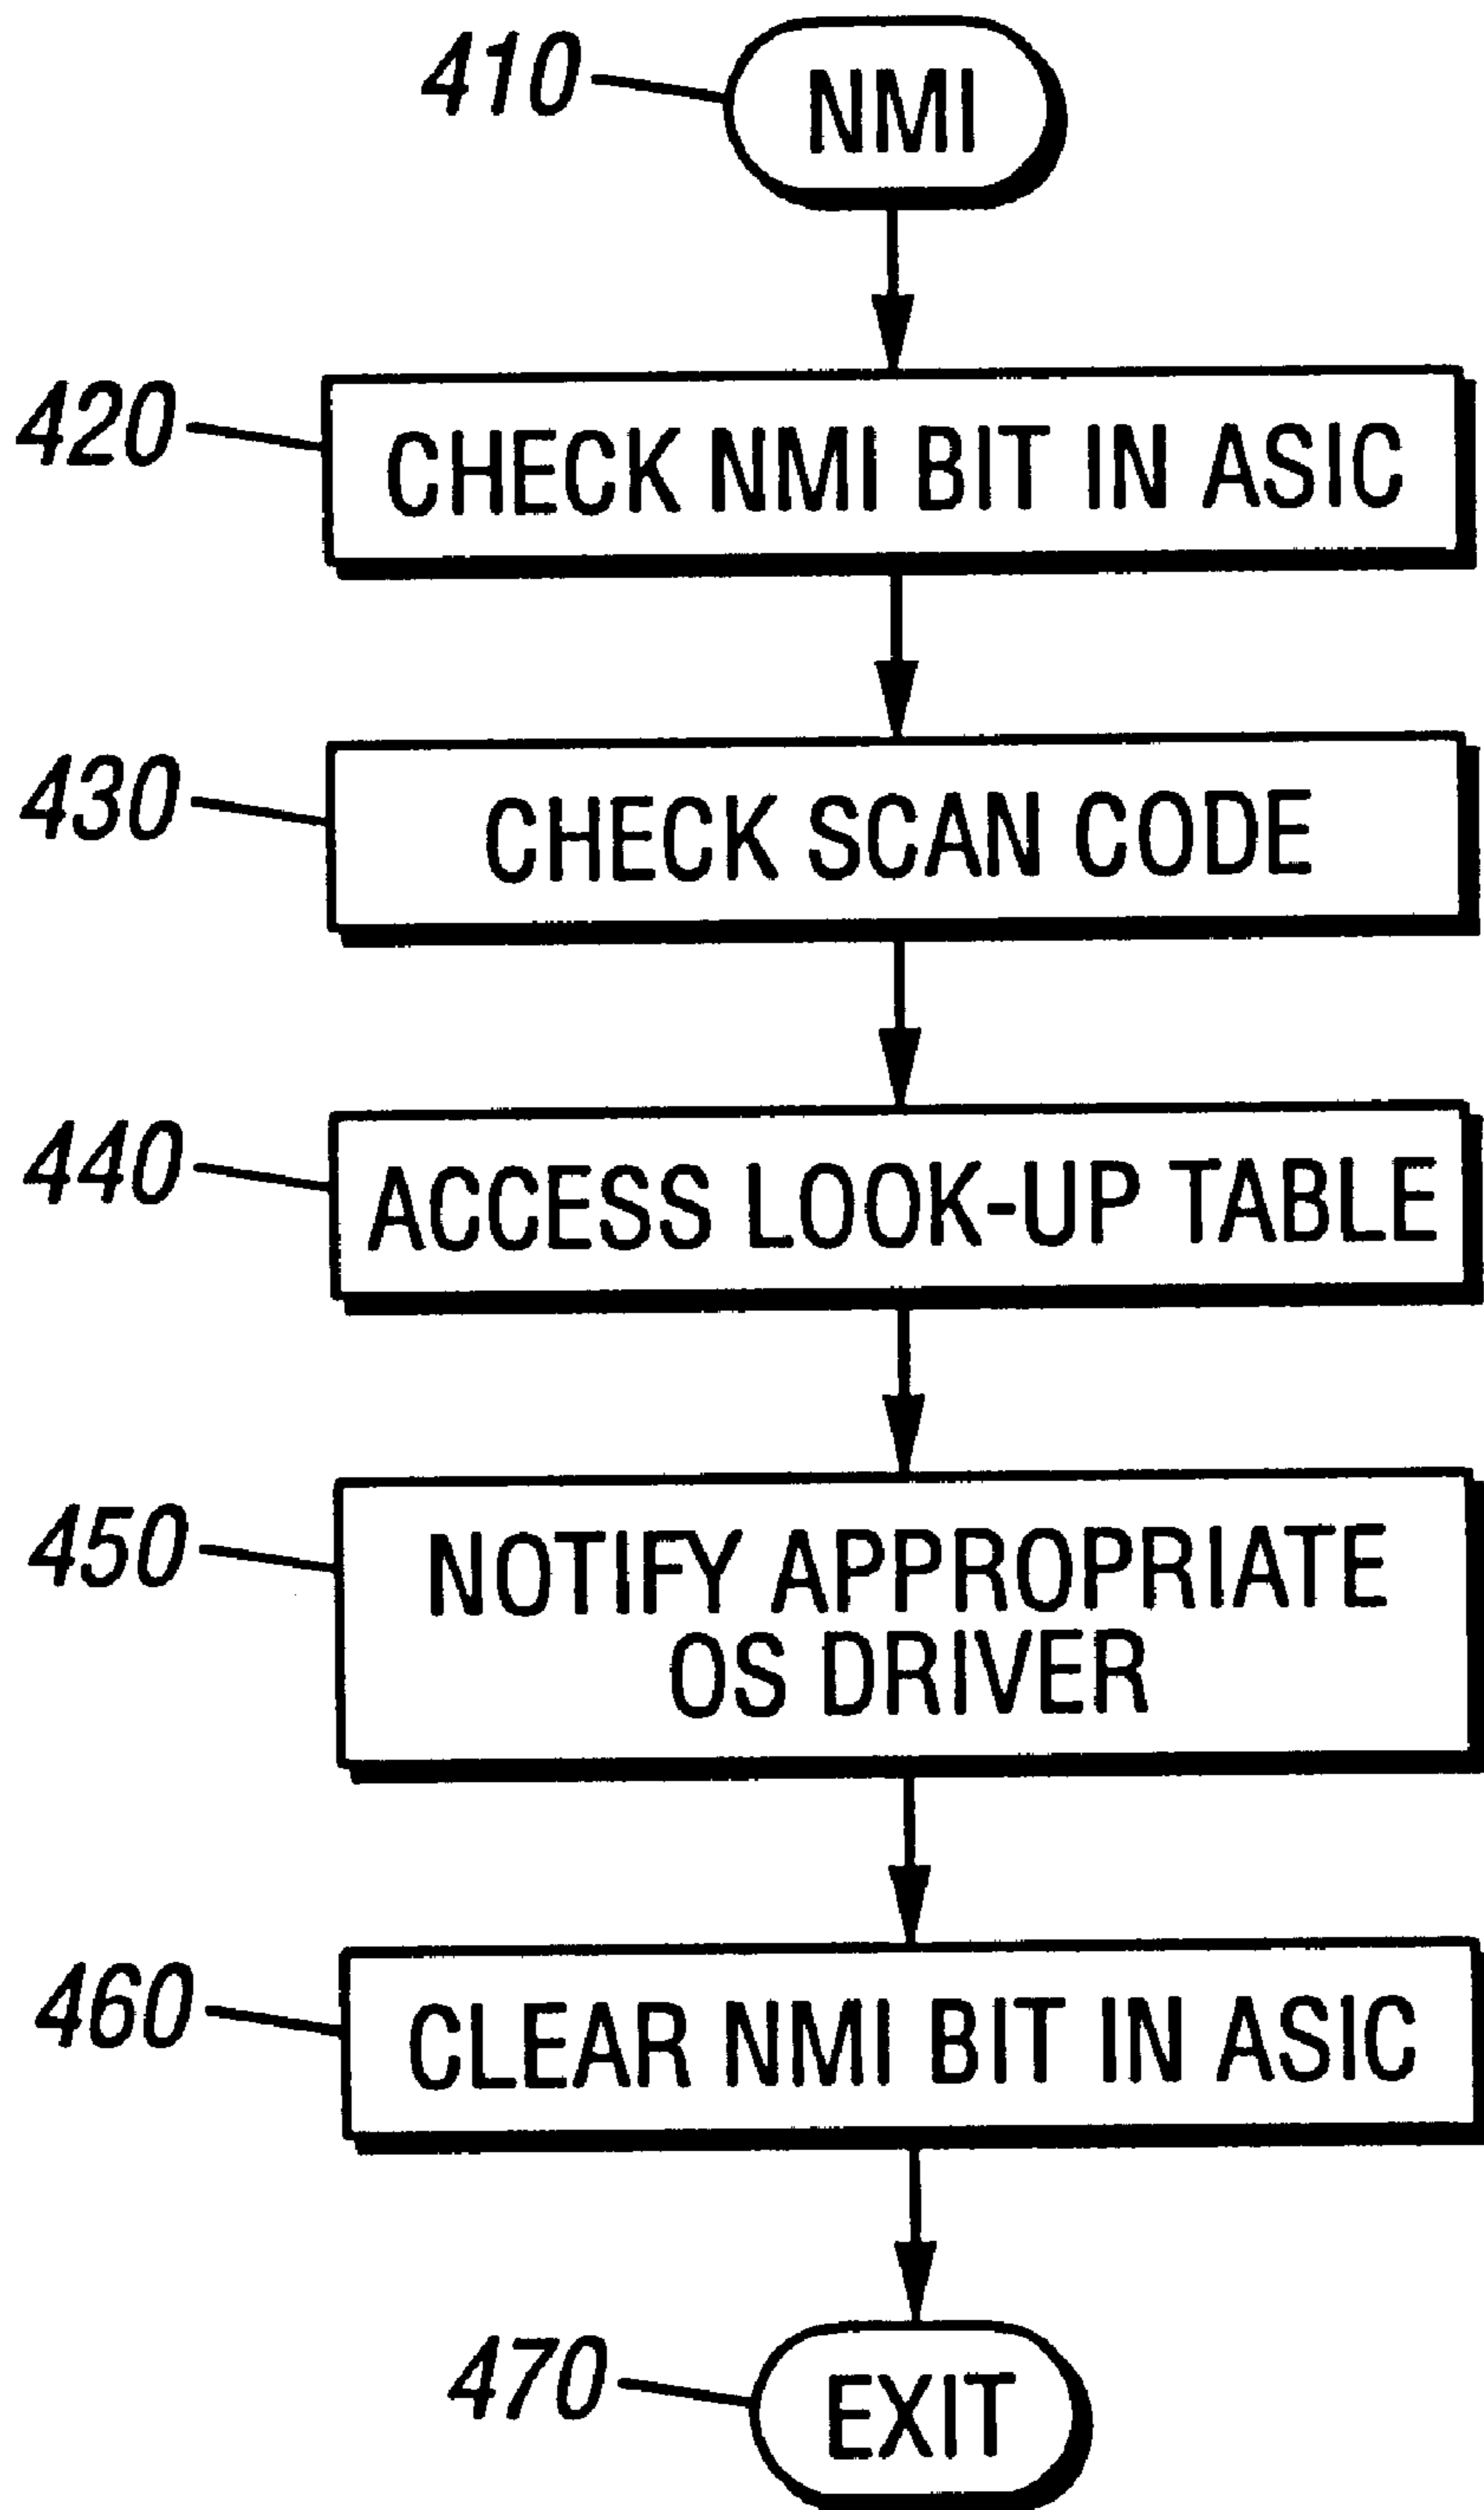 410
NMI
420
CHECK NMI BIT IN ASIC
430
CHECK SCAN CODE
440
ACCESS LOOK-UP TABLE
450
NOTIFY APPROPRIATE
OS DRIVER
460
CLEAR NMI BIT IN ASIC
470
EXIT